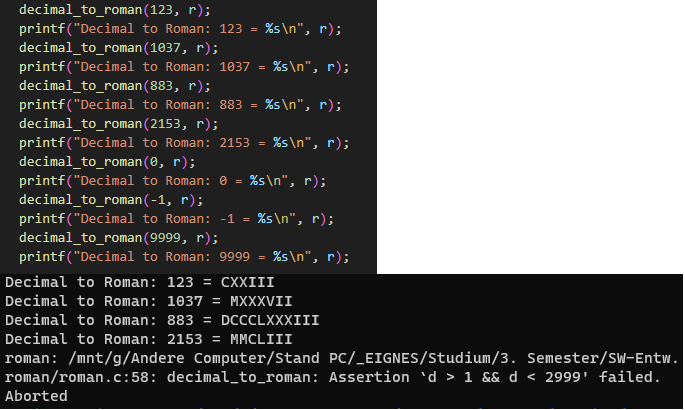 decimal_to_roman(123, r);
printf("Decimal to Roman: 123 = %s\n", r);
decimal_to_roman(1037, r);
printf("Decimal to Roman: 1037 = %s\n", r);
decimal_to_roman(883, r);
printf("Decimal to Roman: 883 = %s\n", r);
decimal_to_roman(2153, r);
printf("Decimal to Roman: 2153 = %s\n", r);
decimal_to_roman(0, r);
printf("Decimal to Roman: 0 = %s\n", r);
decimal_to_roman(-1, r);
printf("Decimal to Roman: -1 = %s\n", r);
decimal_to_roman(9999, r);
printf("Decimal to Roman: 9999 = %s\n", r);
Decimal to Roman: 123 = CXXIII
Decimal to Roman: 1037 = MXXXVII
Decimal to Roman: 883 = DCCCLXXXIII
Decimal to Roman: 2153 = MMCLIII
roman: /mnt/g/Andere Computer/Stand PC/_EIGNES/Studium/3. Semester/SW-Entw.
roman/roman.c:58: decimal_to_roman: Assertion `d > 1 && d < 2999' failed.
Aborted